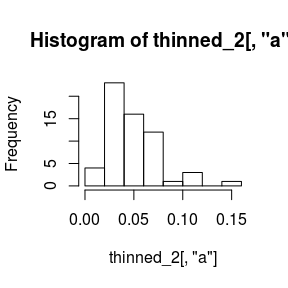 Histogram of thinned_2[, "a"
Frequency
15
5
0
0.00 0.05 0.10 0.15
thinned_2[, "a"]